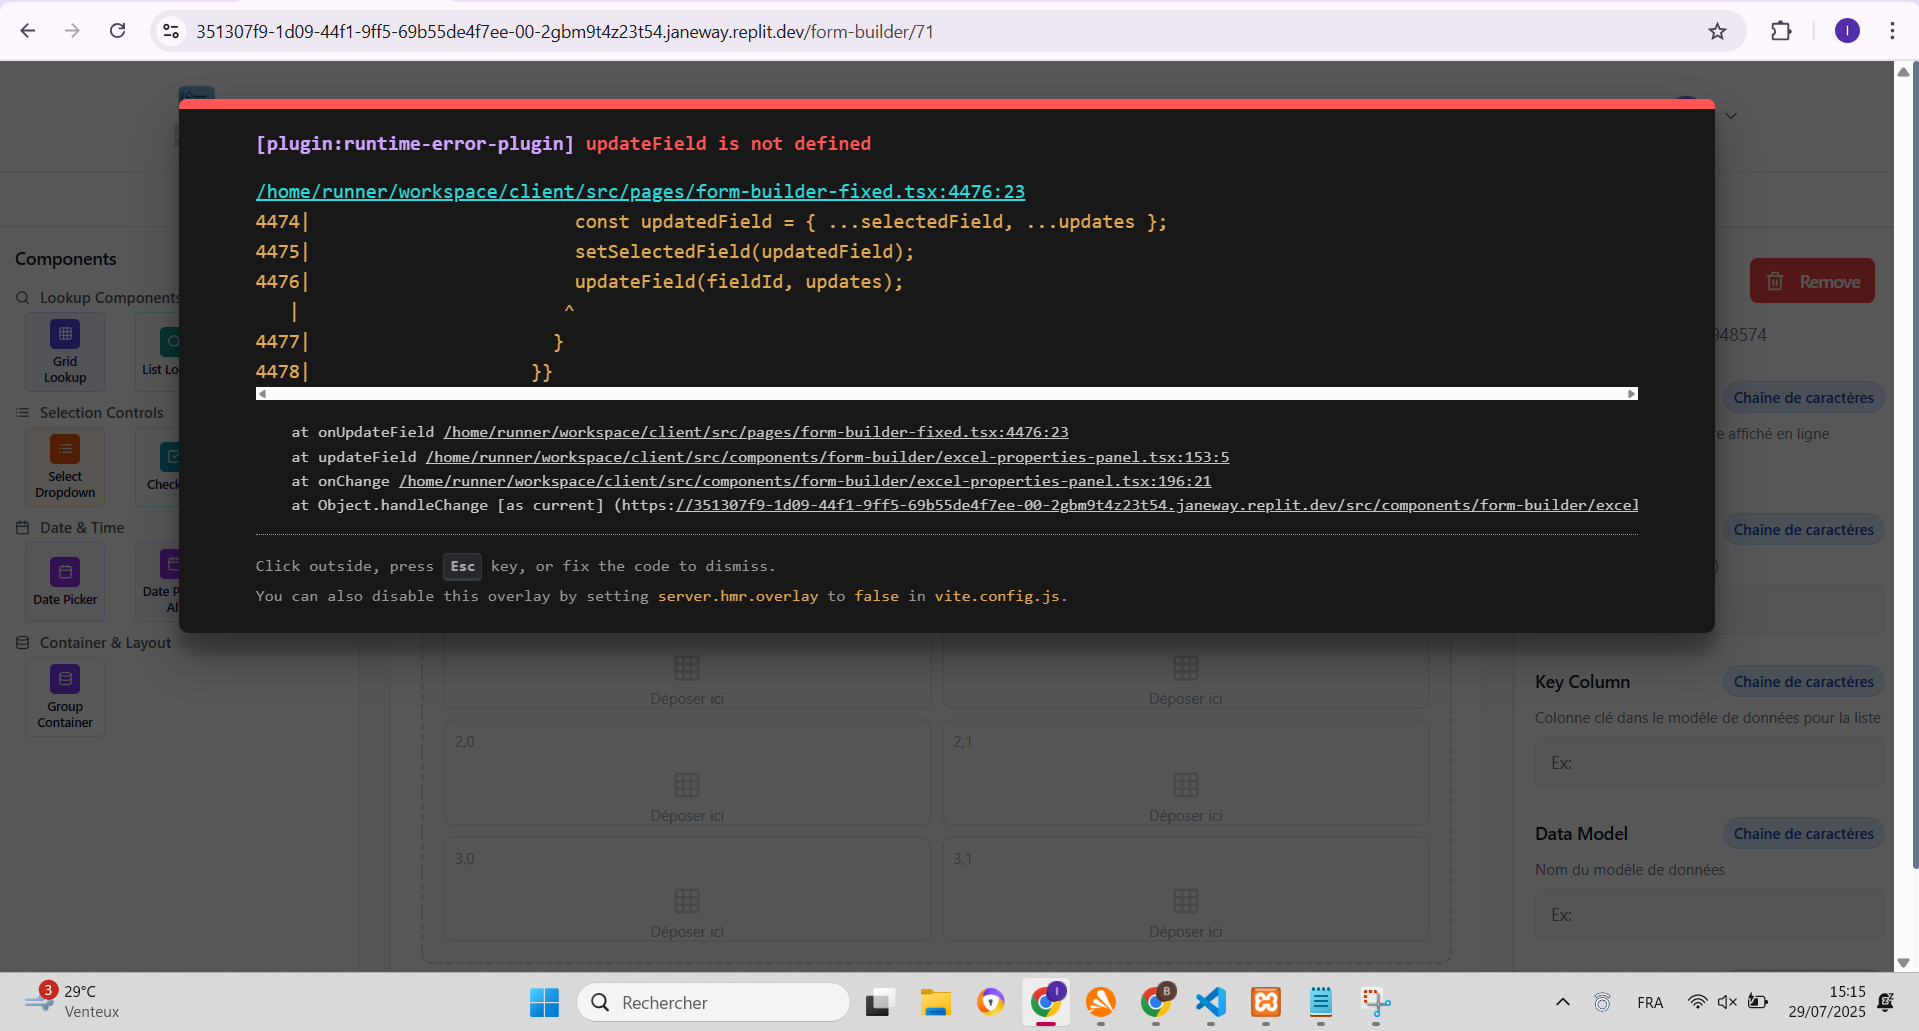 351307f9-1d09-44f1-9ff5-69b55de4f7ee-00-2gbm9t4z23t54.janeway.replit.dev/form-builder/71
I
[plugin:runtime-error-plugin] updateField is not defined
/home/runner/workspace/client/src/pages/form-builder-fixed.tsx:4476:23
4474|                        const updatedField = { ...selectedField, ...updates };
4475|                        setSelectedField(updatedField);
4476|                        updateField(fieldId, updates);
|                        ^
4477|                      }
4478|                    }}
at onUpdateField /home/runner/workspace/client/src/pages/form-builder-fixed.tsx:4476:23
at updateField /home/runner/workspace/client/src/components/form-builder/excel-properties-panel.tsx:153:5
at onChange /home/runner/workspace/client/src/components/form-builder/excel-properties-panel.tsx:196:21
at Object.handleChange [as current] (https://351307f9-1d09-44f1-9ff5-69b55de4f7ee-00-2gbm9t4z23t54.janeway.replit.dev/src/components/form-builder/excel
Click outside, press Esc key, or fix the code to dismiss.
You can also disable this overlay by setting server.hmr.overlay to false in vite.config.js.
Components
Lookup Components
Grid
Lookup
List Lo
Selection Controls
Select
Dropdown
Check
Date & Time
Date Picker
Date P
Al
Container & Layout
Group
Container
Déposer ici
Déposer ici
2,0
2,1
Déposer ici
Déposer ici
3,0
3,1
Déposer ici
Déposer ici
Remove
948574
Chaîne de caractères
re affiché en ligne
Chaîne de caractères
)
Key Column
Chaîne de caractères
Colonne clé dans le modèle de données pour la liste
Ex:
Data Model
Chaîne de caractères
Nom du modèle de données
Ex:
3
29°C
Venteux
Rechercher
I
B
FRA
15:15
29/07/2025